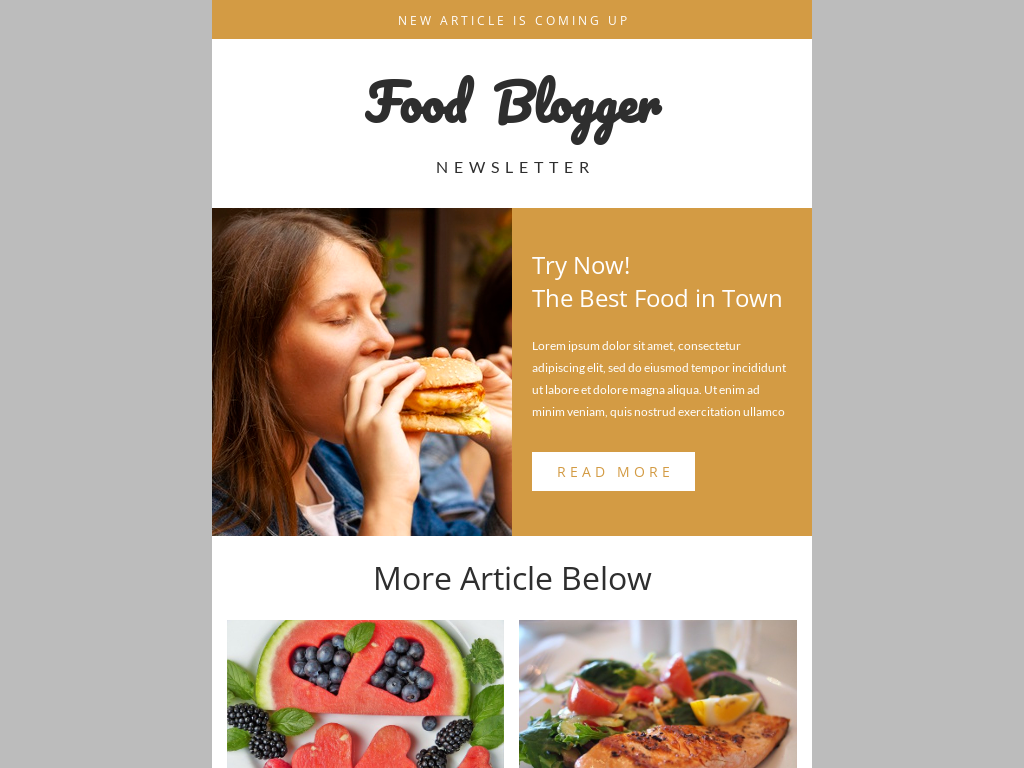 NEW ARTICLE IS COMING UP
Food Blogger
NEWSLETTER
Try Now!
The Best Food in Town
Lorem ipsum dolor sit amet, consectetur
adipiscing elit, sed do eiusmod tempor incididunt
ut labore et dolore magna aliqua. Ut enim ad
minim veniam, quis nostrud exercitation ullamco
READ MORE
More Article Below